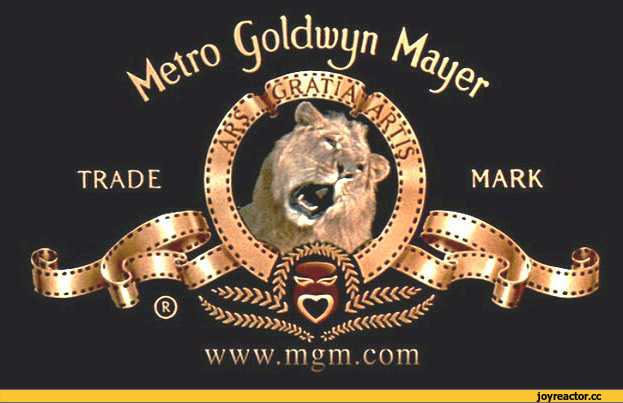 Metro Goldwyn Mayer
ARS GRATIA ARTIS
TRADE MARK
®
www.mgm.com
joyreactor.cc